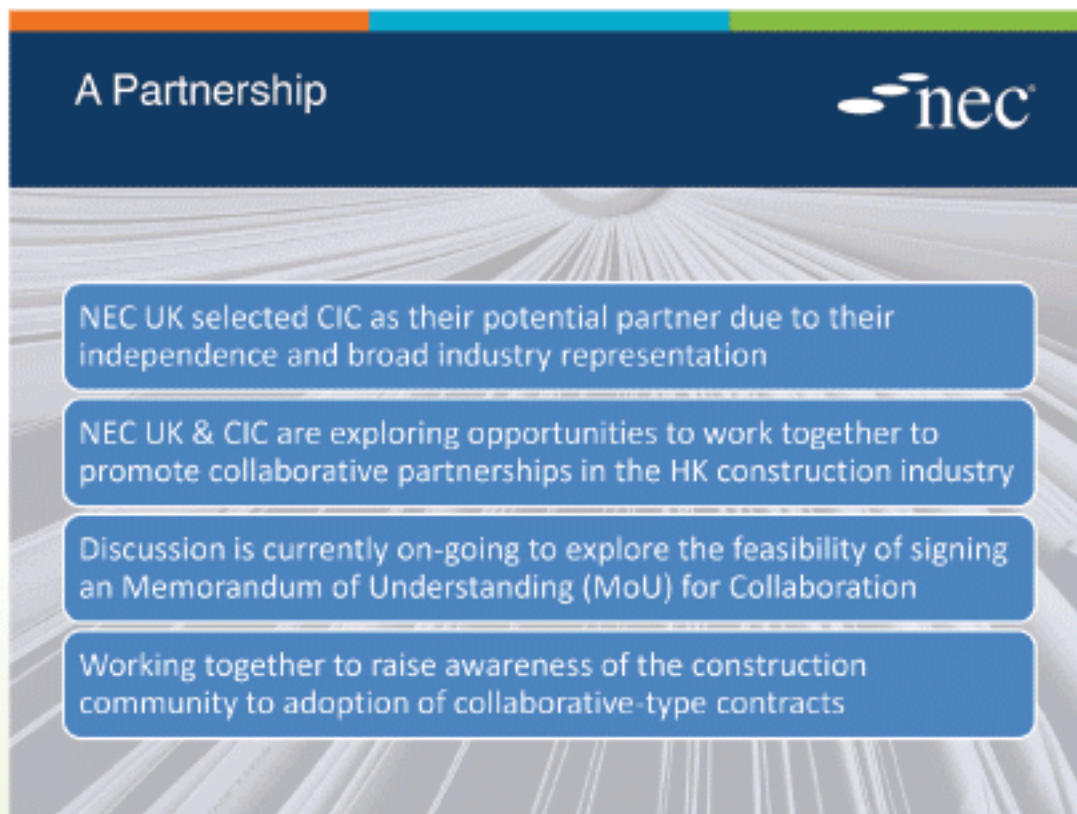 A Partnership
nec
NEC UK selected CIC as their potential partner due to their
independence and broad industry representation
NEC UK & CIC are exploring opportunities to work together to
promote collaborative partnerships in the HK construction industry
Discussion is currently on-going to explore the feasibility of signing
an Memorandum of Understanding (MoU) for Collaboration
Working together to raise awareness of the construction
community to adoption of collaborative-type contracts